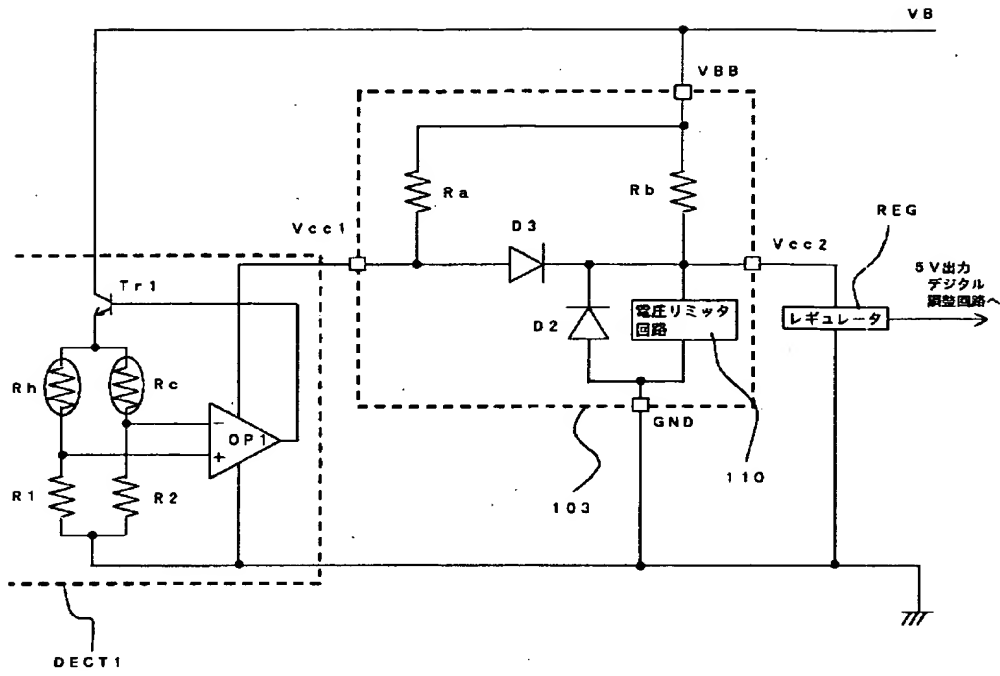 VB
VBB
Ra
Rb
D3
REG
Vcc1
Vcc2
5V出力
デジタル
調整回路へ
Tr1
電圧リミッタ
回路
D2
レギュレータ
Rh
Rc
−
OP1
+
GND
R1
R2
110
103
DECT1